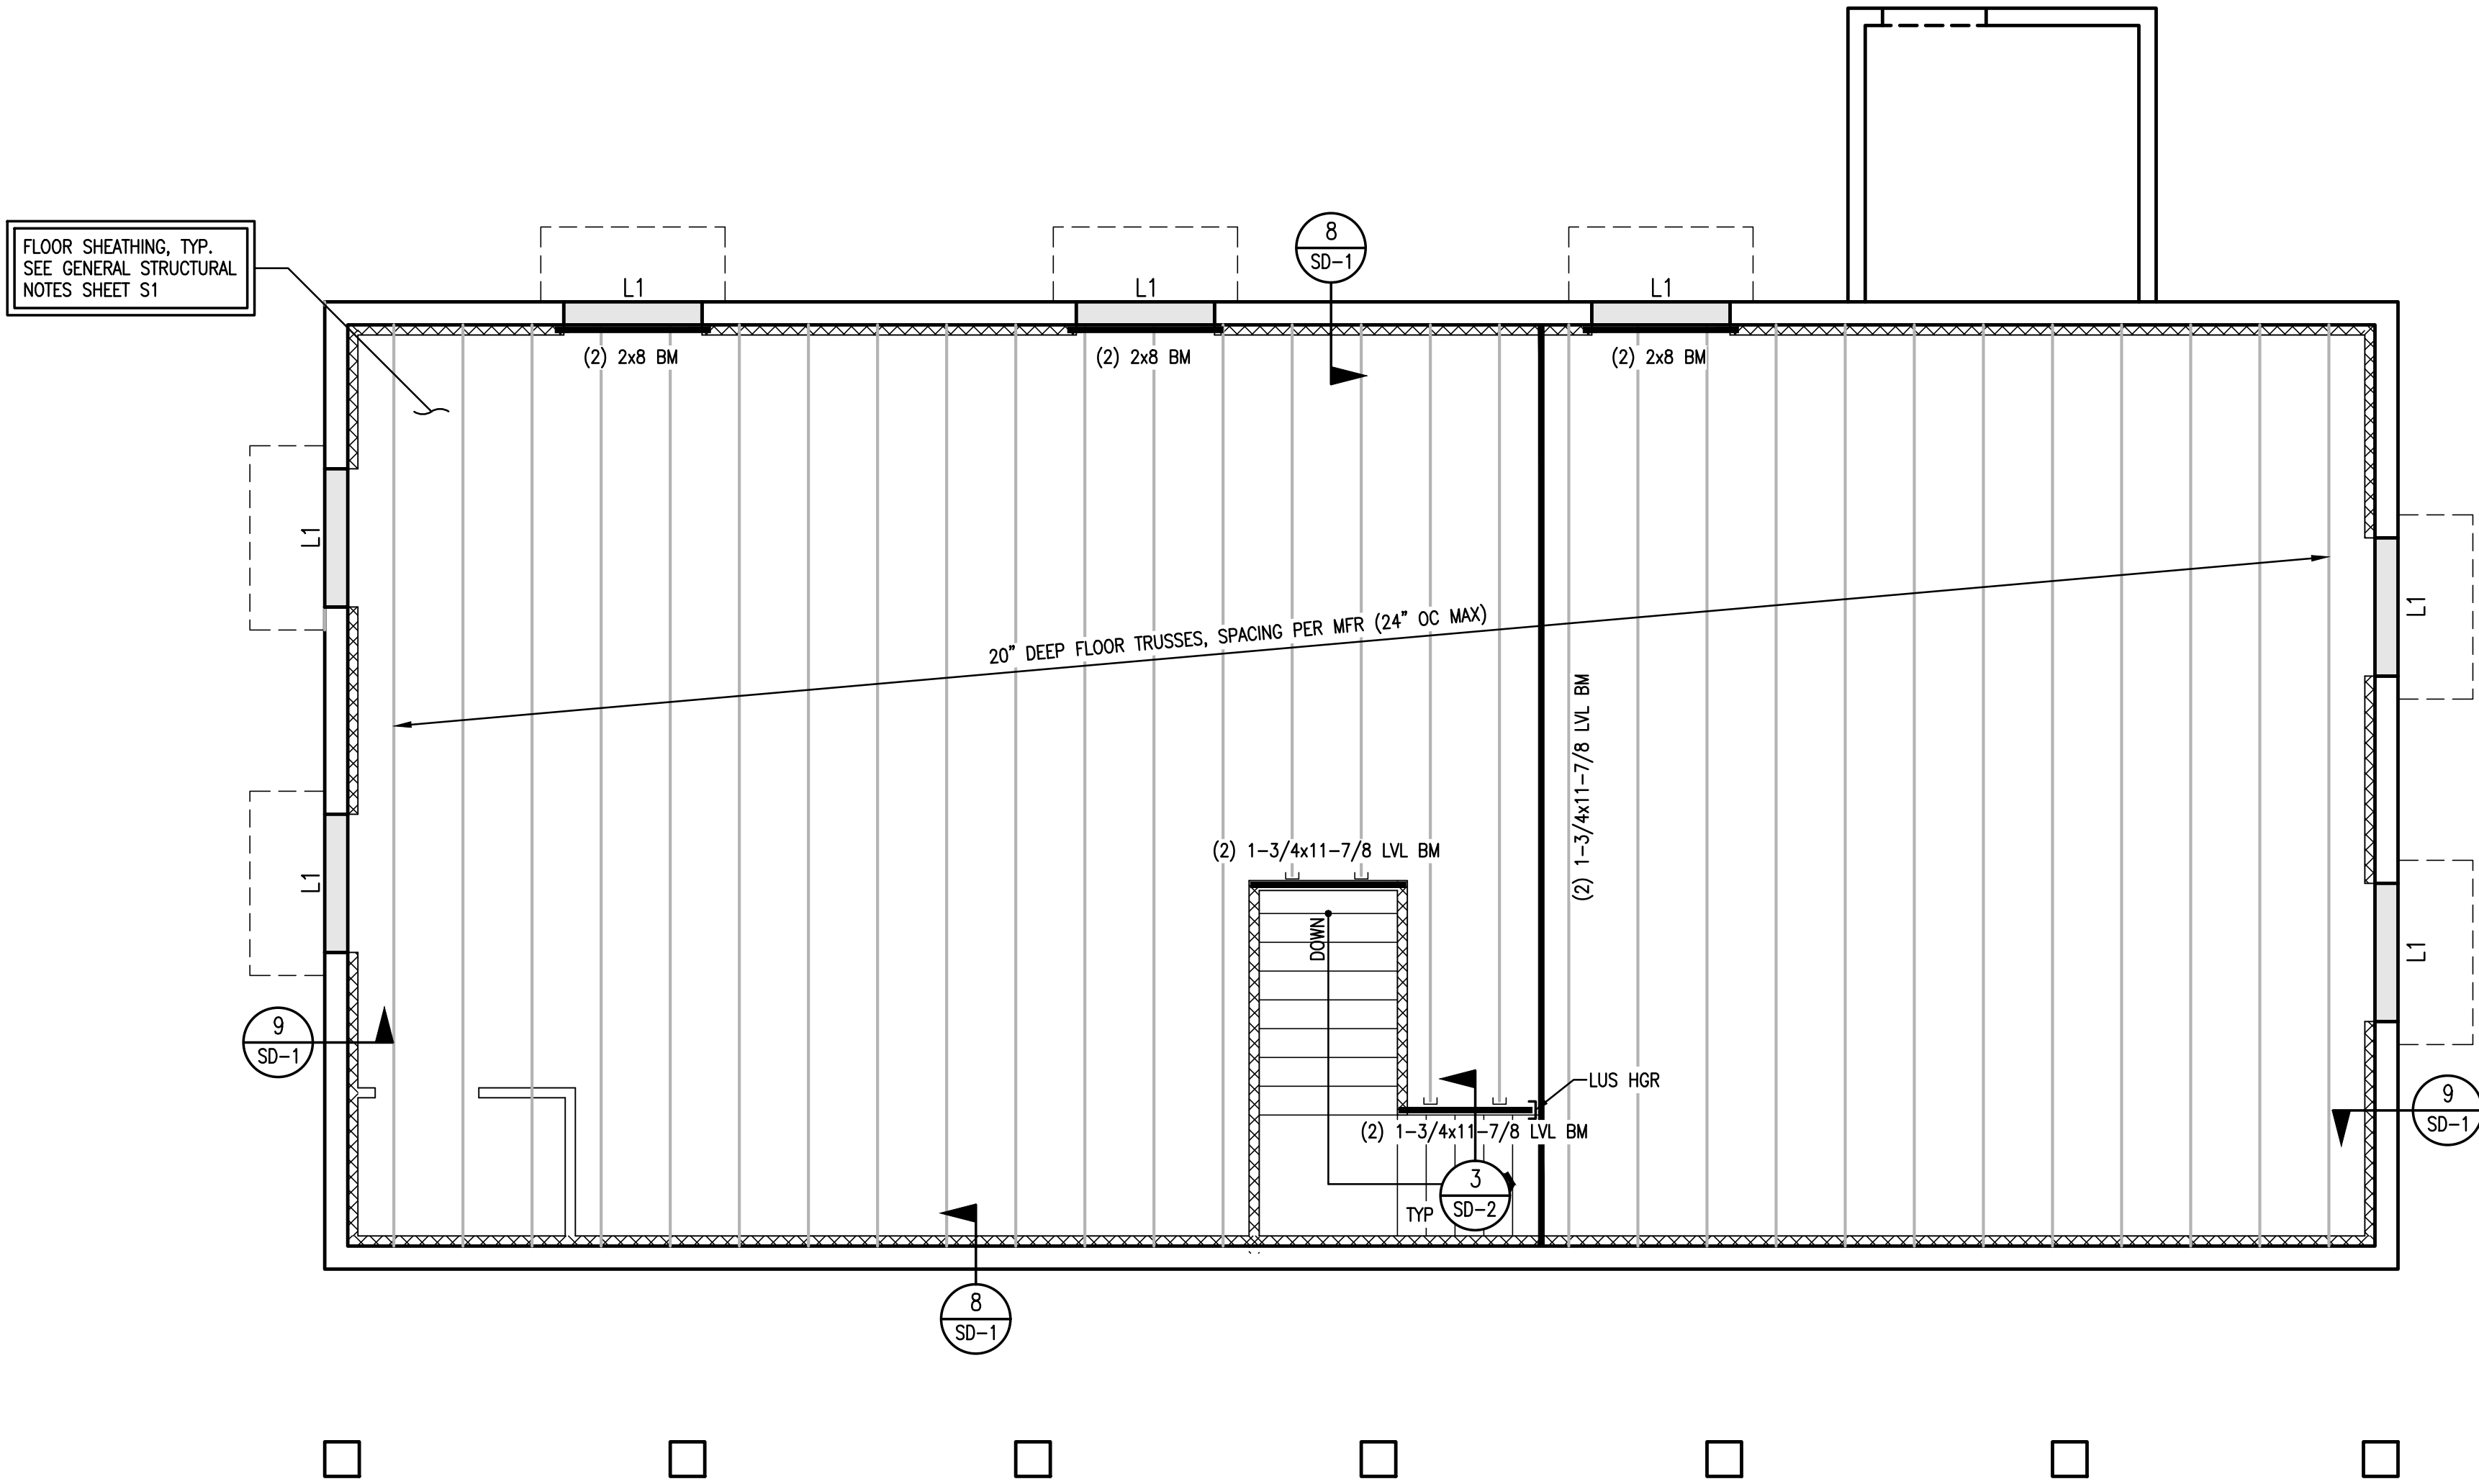 8
SD-1
FLOOR SHEATHING, TYP.
SEE GENERAL STRUCTURAL
NOTES SHEET S1
L1
L1
L1
(2) 2x8 BM
(2) 2x8 BM
(2) 2x8 BM
L1
L1
20" DEEP FLOOR TRUSSES, SPACING PER MFR (24" OC MAX)
(2) 1-3/4x11-7/8 LVL BM
(2) 1-3/4x11-7/8 LVL BM
L1
DOWN
L1
9
SD-1
LUS HGR
9
SD-1
(2) 1-3/4x11-7/8 LVL BM
3
SD-2
TYP
8
SD-1